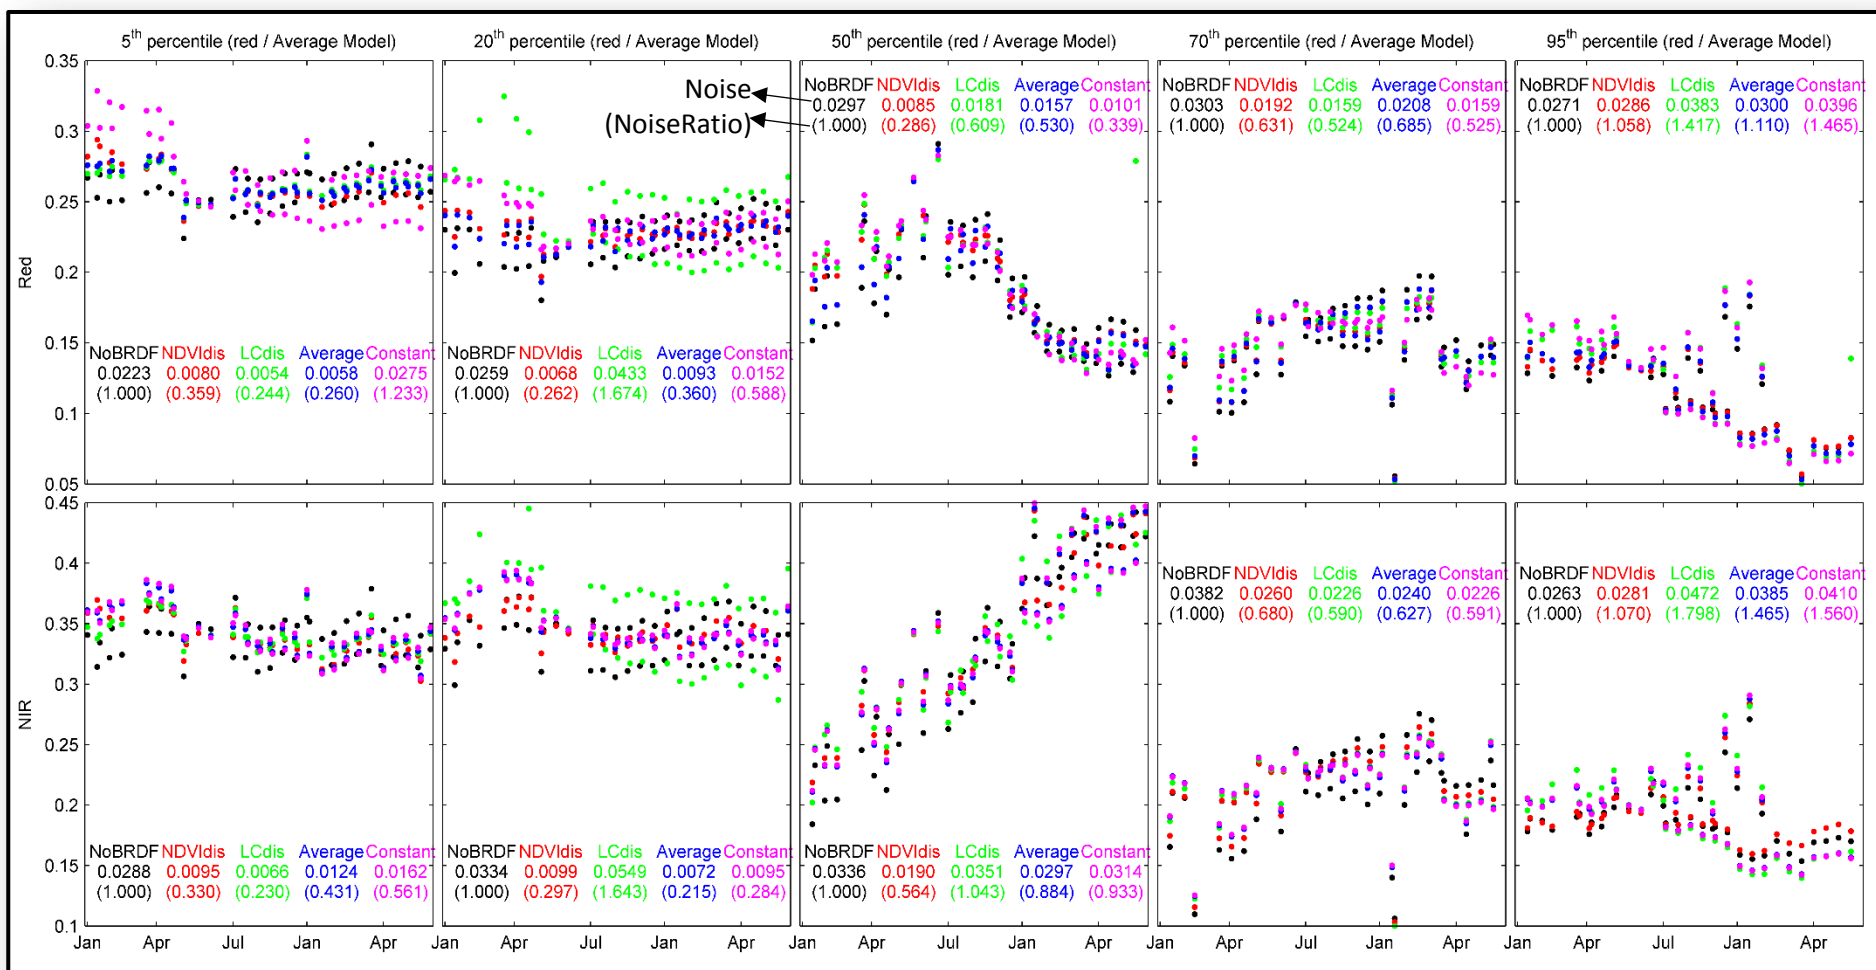 5th percentile (red / Average Model)
20th percentile (red / Average Model)
50th percentile (red / Average Model)
70th percentile (red / Average Model)
95th percentile (red / Average Model)
Red
0.35
0.3
0.25
0.2
0.15
0.1
0.05
NoBRDF NDVIdis LCdis Average Constant
0.0223 0.0080 0.0054 0.0058 0.0275
(1.000) (0.359) (0.244) (0.260) (1.233)
NoBRDF NDVIdis LCdis Average Constant
0.0259 0.0068 0.0433 0.0093 0.0152
(1.000) (0.262) (1.674) (0.360) (0.588)
Noise
(NoiseRatio)
NoBRDF NDVIdis LCdis Average Constant
0.0297 0.0085 0.0181 0.0157 0.0101
(1.000) (0.286) (0.609) (0.530) (0.339)
NoBRDF NDVIdis LCdis Average Constant
0.0303 0.0192 0.0159 0.0208 0.0159
(1.000) (0.631) (0.524) (0.685) (0.525)
NoBRDF NDVIdis LCdis Average Constant
0.0271 0.0286 0.0383 0.0300 0.0396
(1.000) (1.058) (1.417) (1.110) (1.465)
NIR
0.45
0.4
0.35
0.3
0.25
0.2
0.15
0.1
NoBRDF NDVIdis LCdis Average Constant
0.0288 0.0095 0.0066 0.0124 0.0162
(1.000) (0.330) (0.230) (0.431) (0.561)
NoBRDF NDVIdis LCdis Average Constant
0.0334 0.0099 0.0549 0.0072 0.0095
(1.000) (0.297) (1.643) (0.215) (0.284)
NoBRDF NDVIdis LCdis Average Constant
0.0336 0.0190 0.0351 0.0297 0.0314
(1.000) (0.564) (1.043) (0.884) (0.933)
NoBRDF NDVIdis LCdis Average Constant
0.0382 0.0260 0.0226 0.0240 0.0226
(1.000) (0.680) (0.590) (0.627) (0.591)
NoBRDF NDVIdis LCdis Average Constant
0.0263 0.0281 0.0472 0.0385 0.0410
(1.000) (1.070) (1.798) (1.465) (1.560)
Jan Apr Jul Jan Apr
Jan Apr Jul Jan Apr
Jan Apr Jul Jan Apr
Jan Apr Jul Jan Apr
Jan Apr Jul Jan Apr